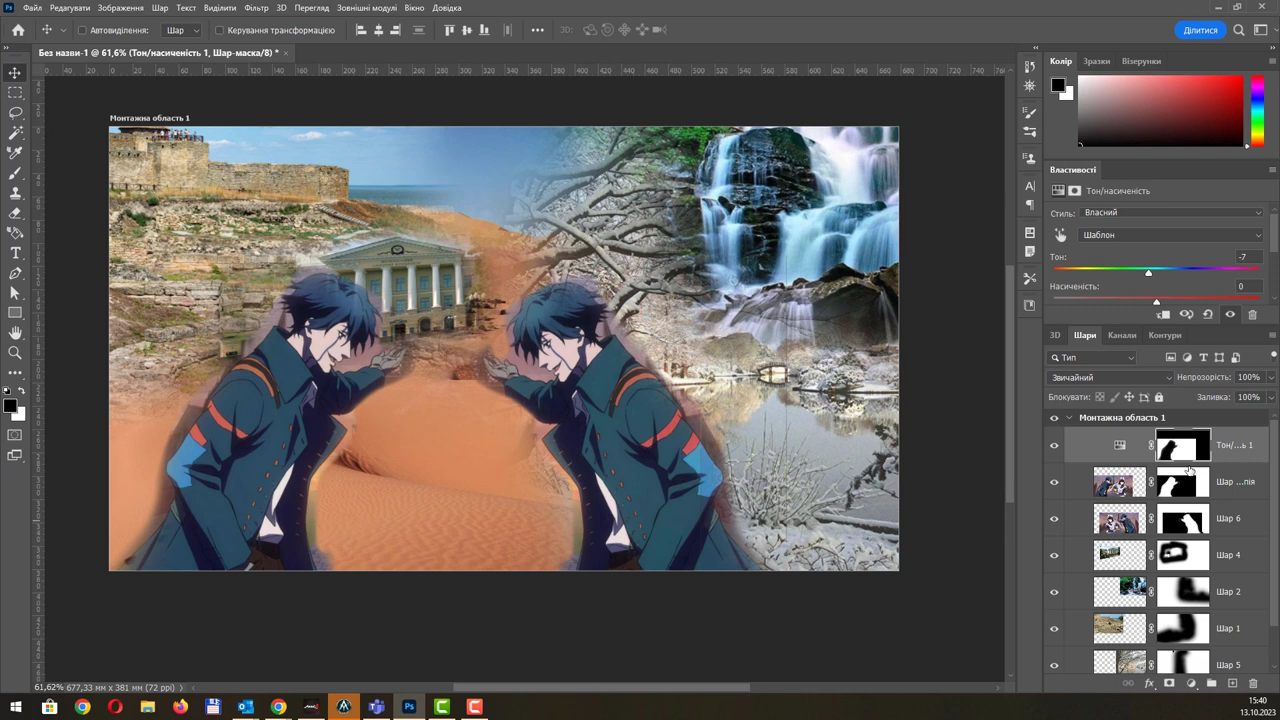 Файл Редагувати Зображення Шар Текст Виділити Фільтр 3D Перегляд Зовнішні модулі Вікно Довідка
Автовиділення: Шар Керування трансформацією 3D: Ділитися
Без назви-1 @ 61,6% (Тон/насиченість 1, Шар-маска/8) *
Монтажна область 1
Колір Зразки Візерунки
Властивості
Тон/насиченість
Стиль: Власний
Шаблон
Тон: -7
Насиченість: 0
3D Шари Канали Контури
Тип
Звичайний Непрозорість: 100%
Блокувати: Заливка: 100%
Монтажна область 1
Тон/...ь 1
Шар ...пія
Шар 6
Шар 4
Шар 2
Шар 1
Шар 5
61,62% 677,33 мм x 381 мм (72 ppi)
15:40
13.10.2023